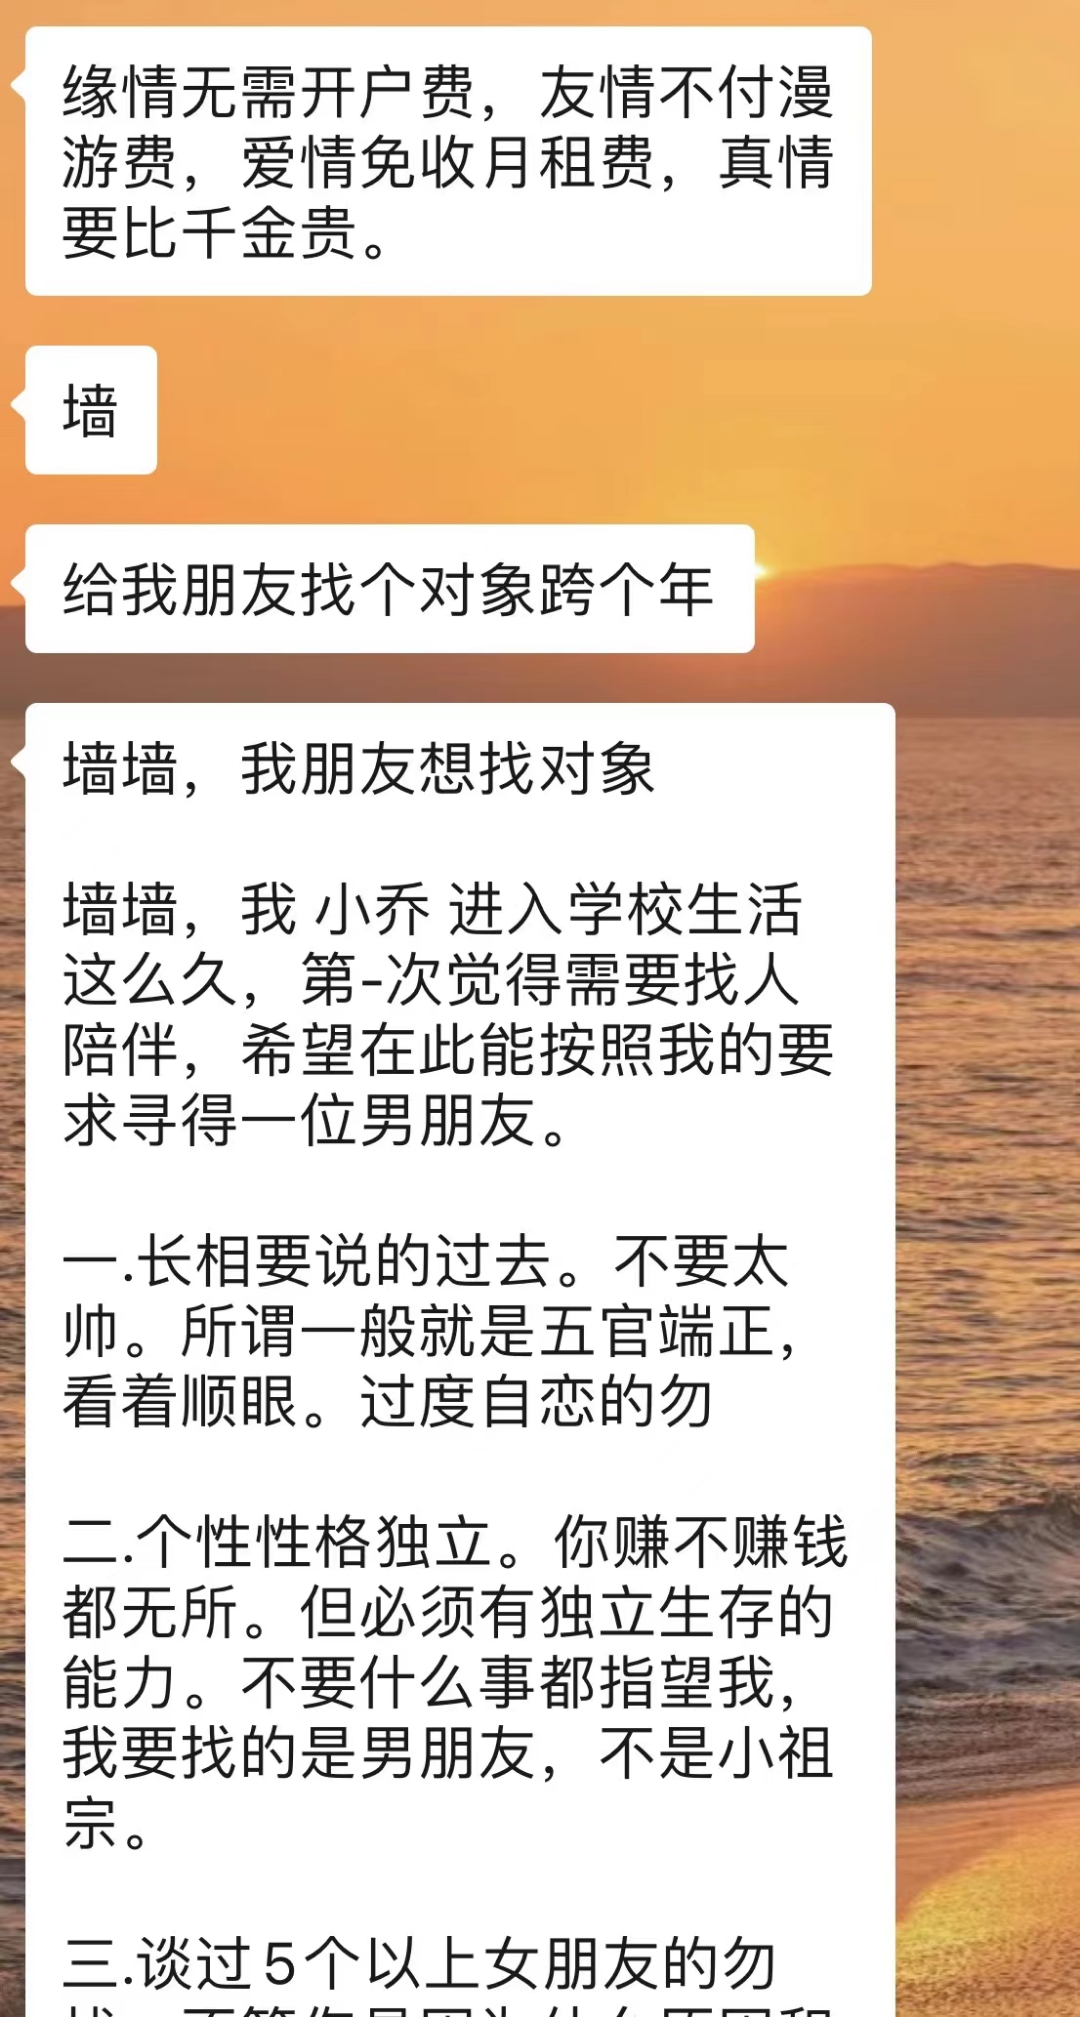 缘情无需开户费，友情不付漫
游费，爱情免收月租费，真情
要比千金贵。
墙
给我朋友找个对象跨个年
墙墙，我朋友想找对象
墙墙，我 小乔 进入学校生活
这么久，第-次觉得需要找人
陪伴，希望在此能按照我的要
求寻得一位男朋友。
一.长相要说的过去。不要太
帅。所谓一般就是五官端正，
看着顺眼。过度自恋的勿
二.个性性格独立。你赚不赚钱
都无所。但必须有独立生存的
能力。不要什么事都指望我，
我要找的是男朋友，不是小祖
宗。
三.谈过5个以上女朋友的勿